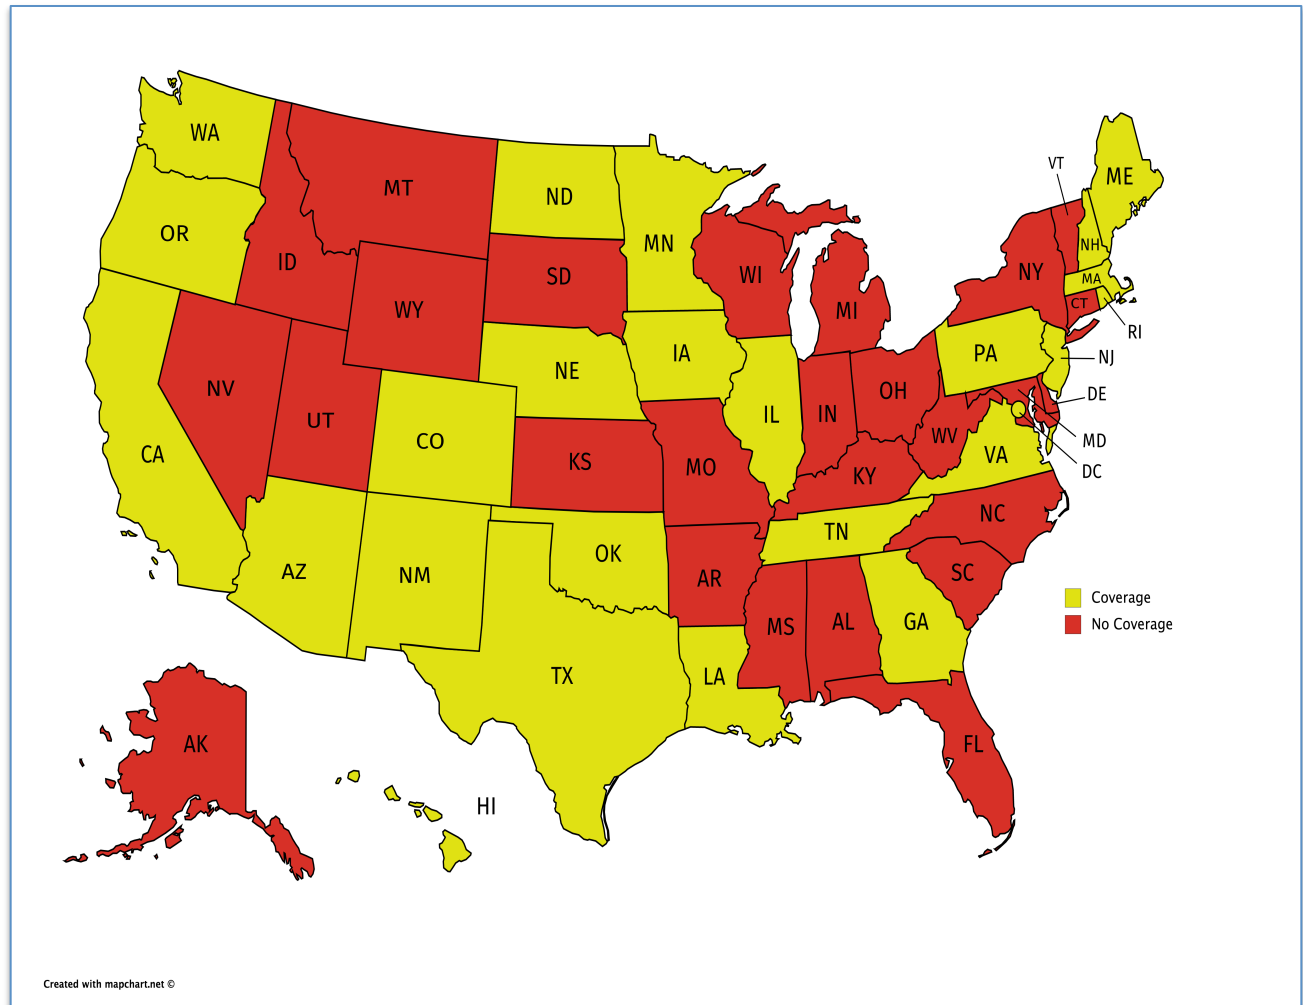 WA
VT
ME
MT
ND
OR
MN
NH
ID
NY
WI
SD
MA
CT
WY
MI
RI
IA
PA
NJ
NE
NV
OH
DE
IL
IN
UT
WV
CO
MD
CA
VA
KS
MO
DC
KY
NC
TN
OK
AZ
NM
SC
AR
Coverage
MS
AL
GA
No Coverage
TX
LA
AK
FL
HI
Created with mapchart.net ©